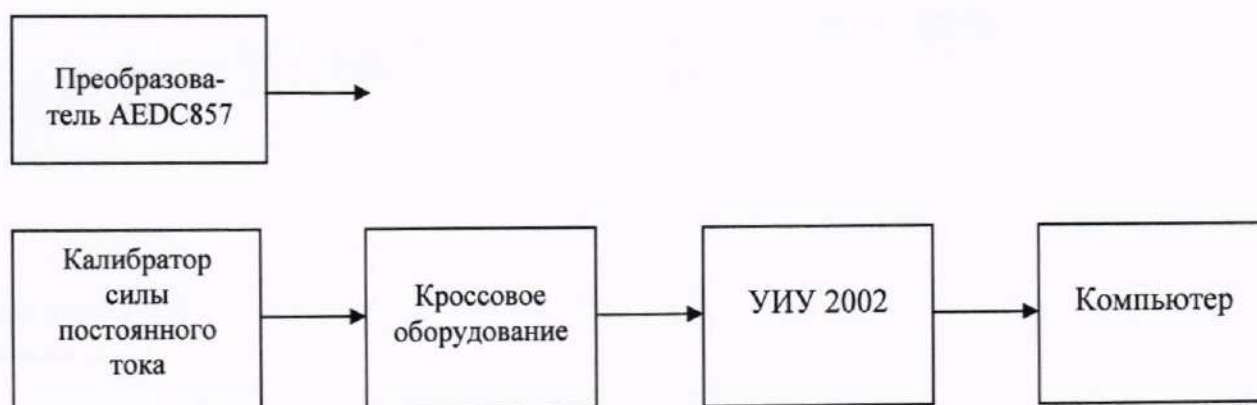 Преобразова-
тель AEDC857
Калибратор
силы
постоянного
тока
Кроссовое
оборудование
УИУ 2002
Компьютер